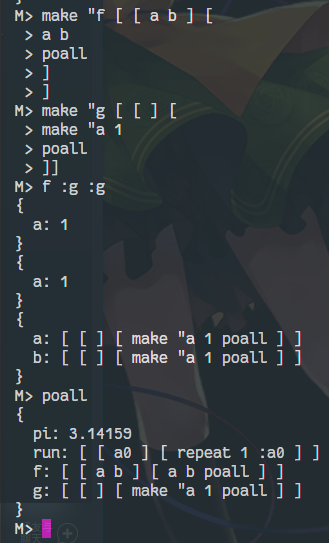 }
M> make "f [ [ a b ] [
> a b
> poall
> ]
> ]
M> make "g [ [ ] [
> make "a 1
> poall
> ]]
M> f :g :g
{
a: 1
}
{
a: 1
}
{
a: [ [ ] [ make "a 1 poall ] ]
b: [ [ ] [ make "a 1 poall ] ]
}
M> poall
{
pi: 3.14159
run: [ [ a0 ] [ repeat 1 :a0 ] ]
f: [ [ a b ] [ a b poall ] ]
g: [ [ ] [ make "a 1 poall ] ]
}
M>